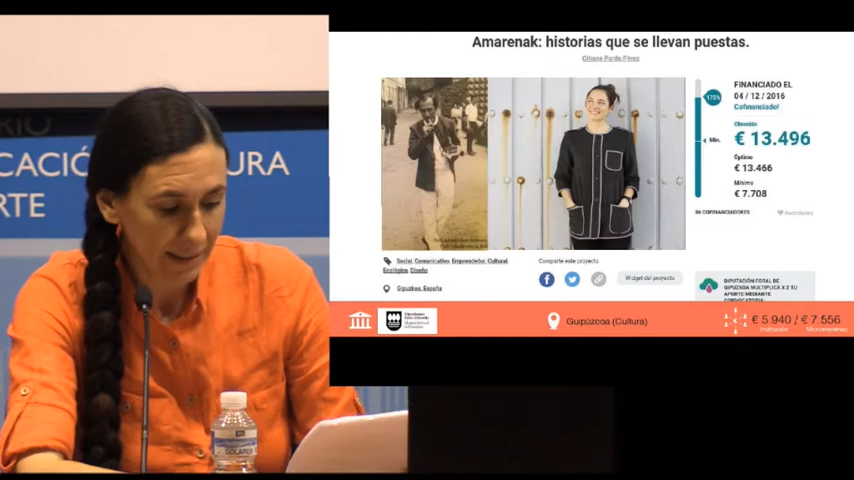 CACIÓ
URA
RTE
SOLARES
Amarenak: historias que se llevan puestas.
Oihane Pardo Pérez
175%
Mín.
FINANCIADO EL
04 / 12 / 2016
Cofinanciado!
Obtenido
€ 13.496
Óptimo
€ 13.466
Mínimo
€ 7.708
COFINANCIADORES
Social, Comunicativo, Emprendedor, Cultural,
Ecológico, Diseño
Gipuzkoa, España
Comparte este proyecto
Widget del proyecto
DIPUTACIÓN FORAL DE
GIPUZKOA MULTIPLICA X 2 TU
APORTE MEDIANTE
CONVOCATORIA:
Guipúzcoa (Cultura)
€ 5 940 / € 7 556
Institución
Micromecenas